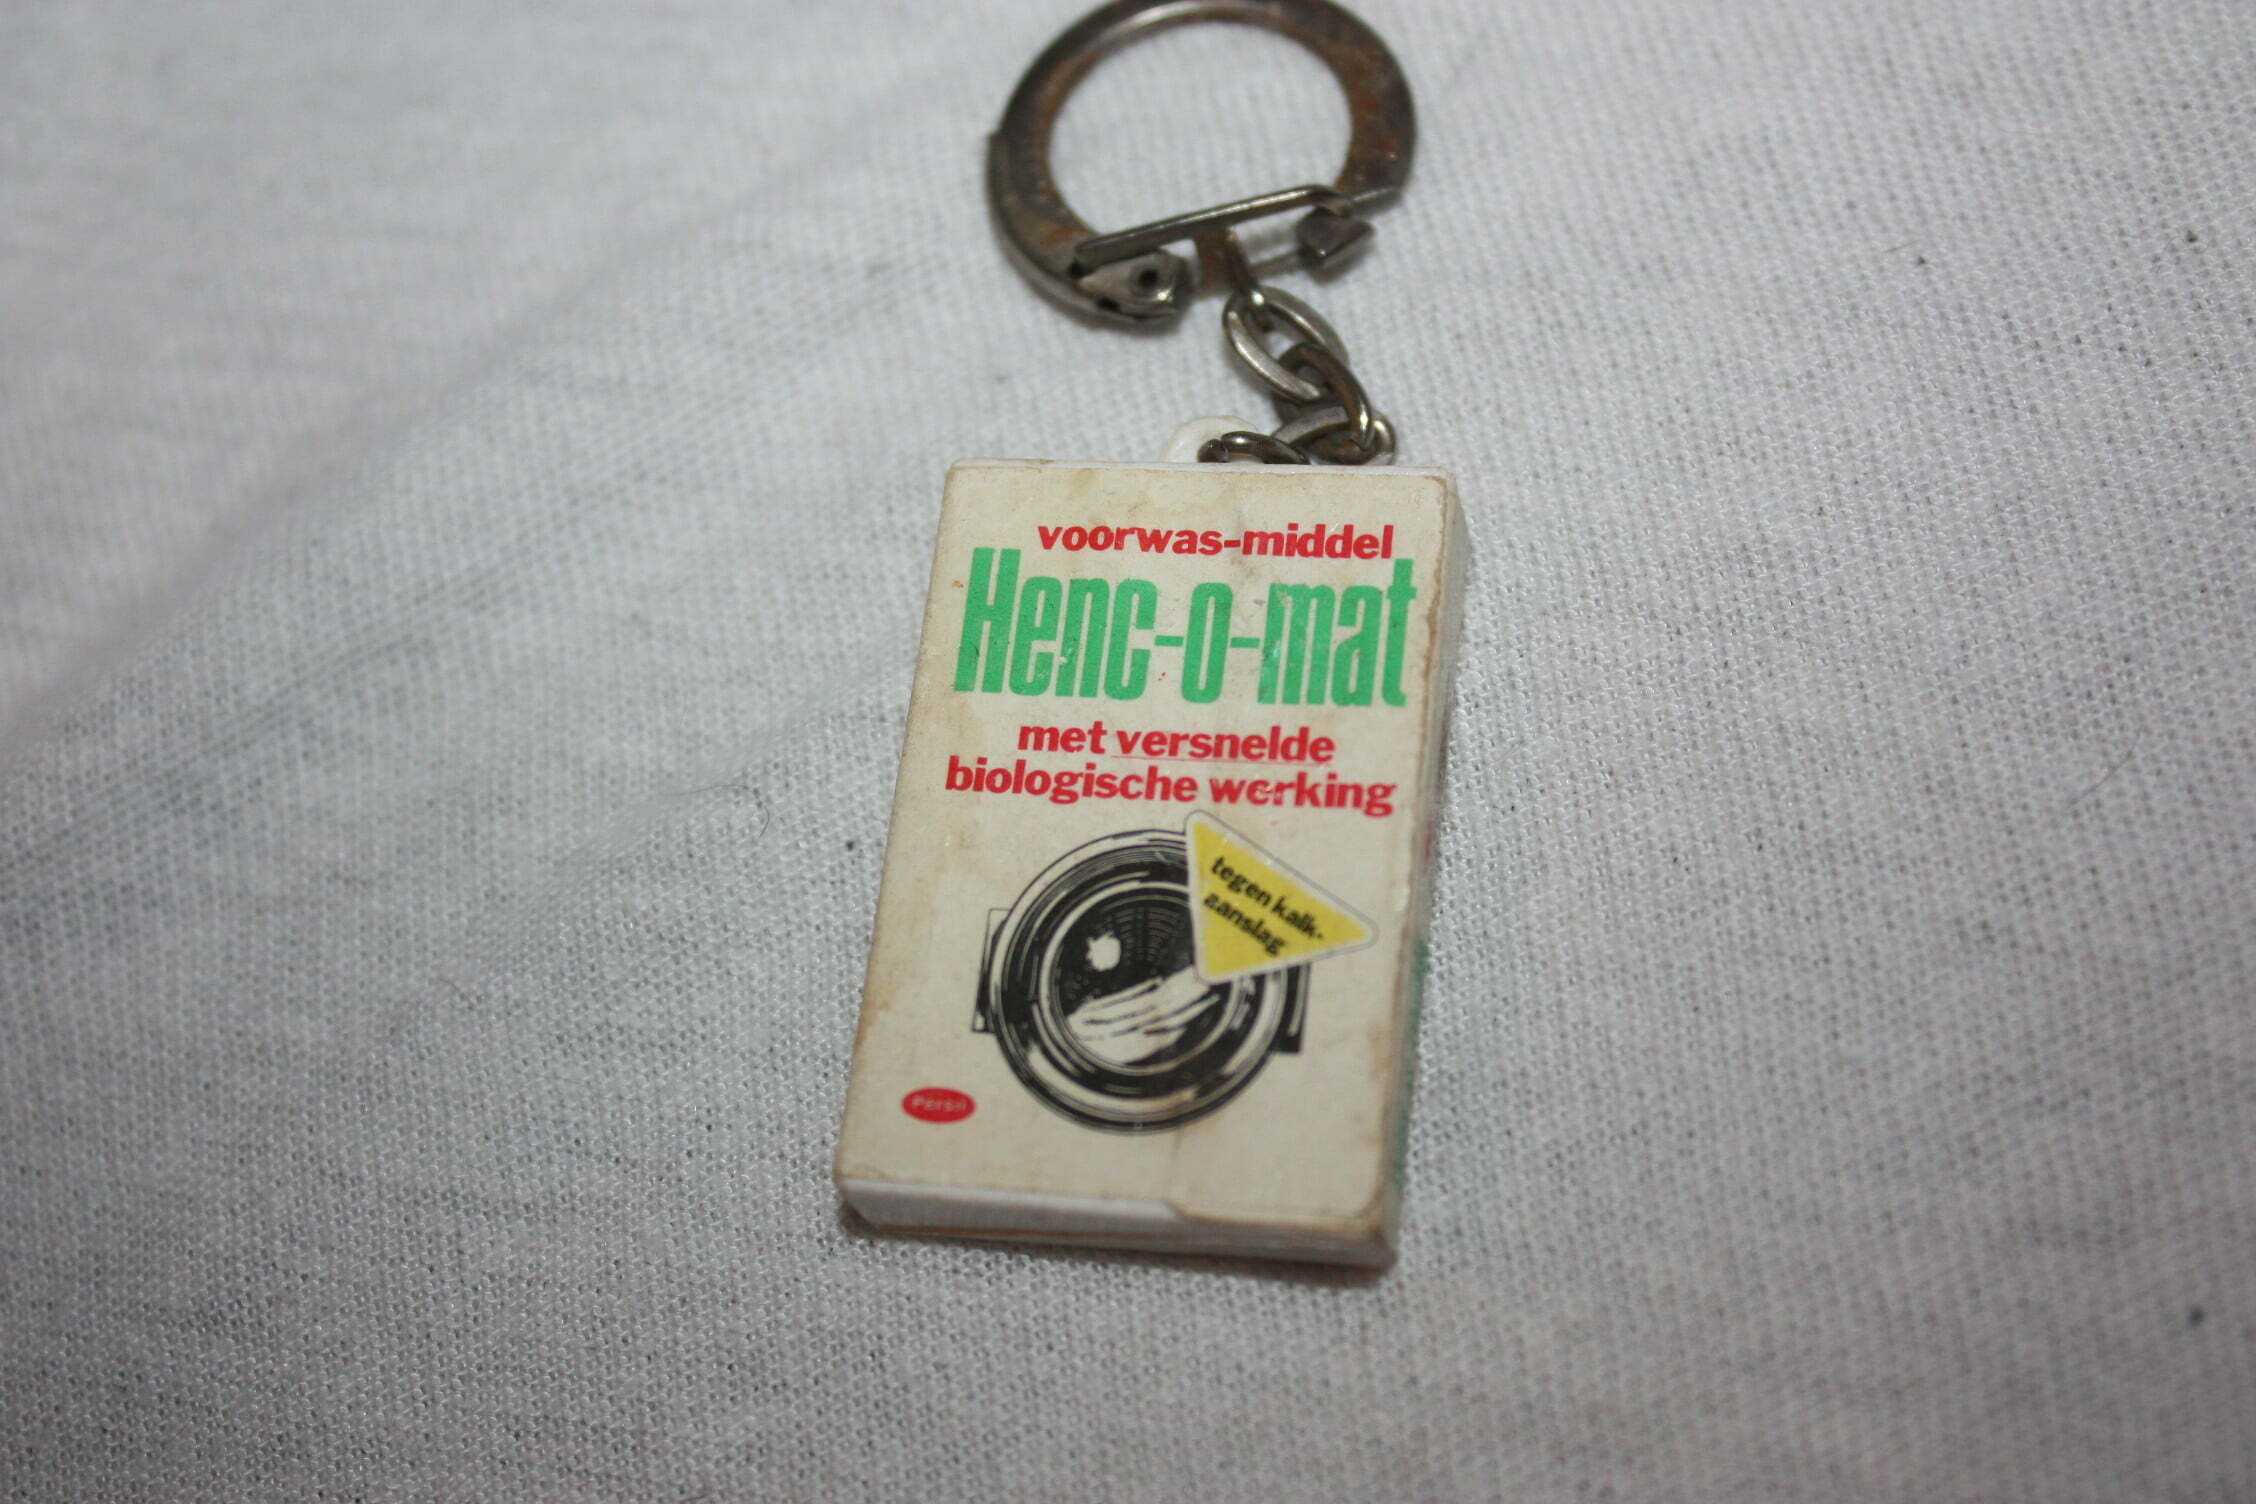 voorwas-middel
Henc-o-mat
met versnelde
biologische werking
tegen kalk-
aanslag
Persil